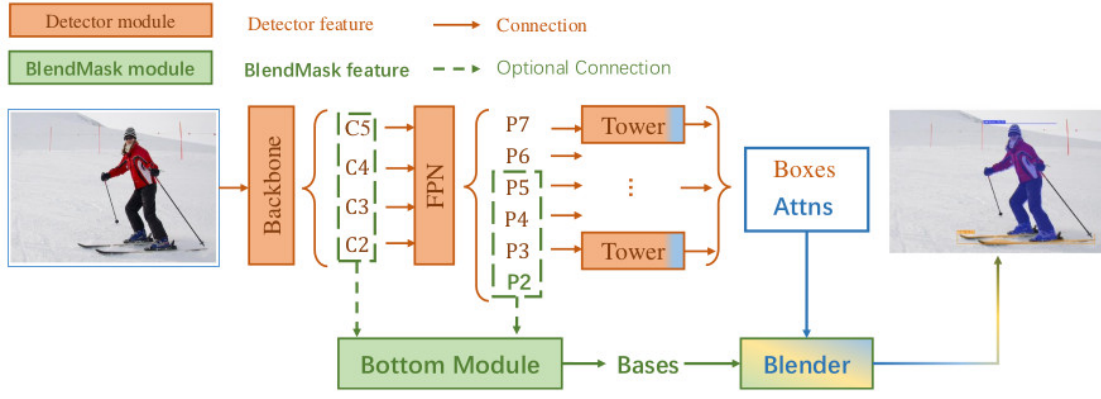 Detector module
Detector feature
Connection
BlendMask module
BlendMask feature
Optional Connection
Backbone
C5
C4
C3
C2
FPN
P7
P6
P5
P4
P3
P2
Tower
...
Tower
Boxes
Attns
Bottom Module
Bases
Blender